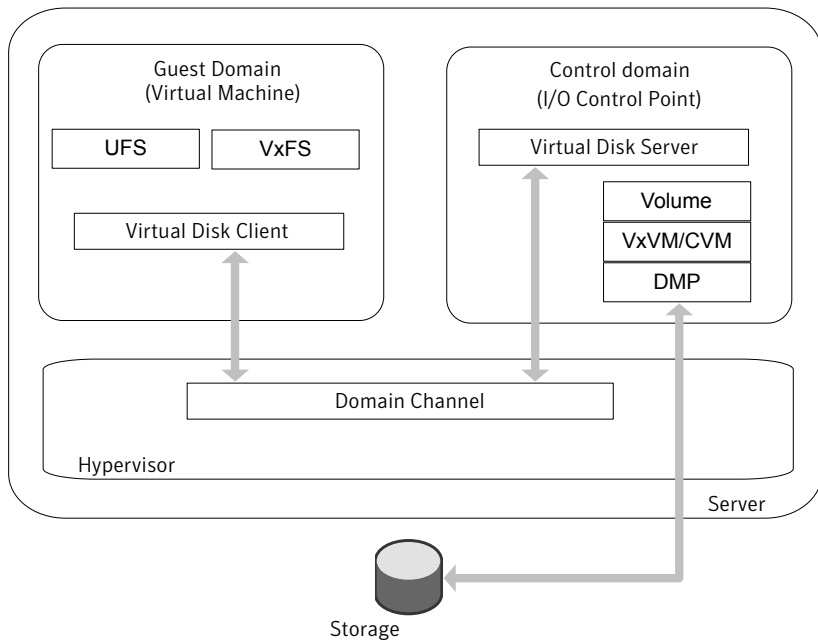 Guest Domain
(Virtual Machine)
UFS
VxFS
Virtual Disk Client
Control domain
(I/O Control Point)
Virtual Disk Server
Volume
VxVM/CVM
DMP
Domain Channel
Hypervisor
Server
Storage